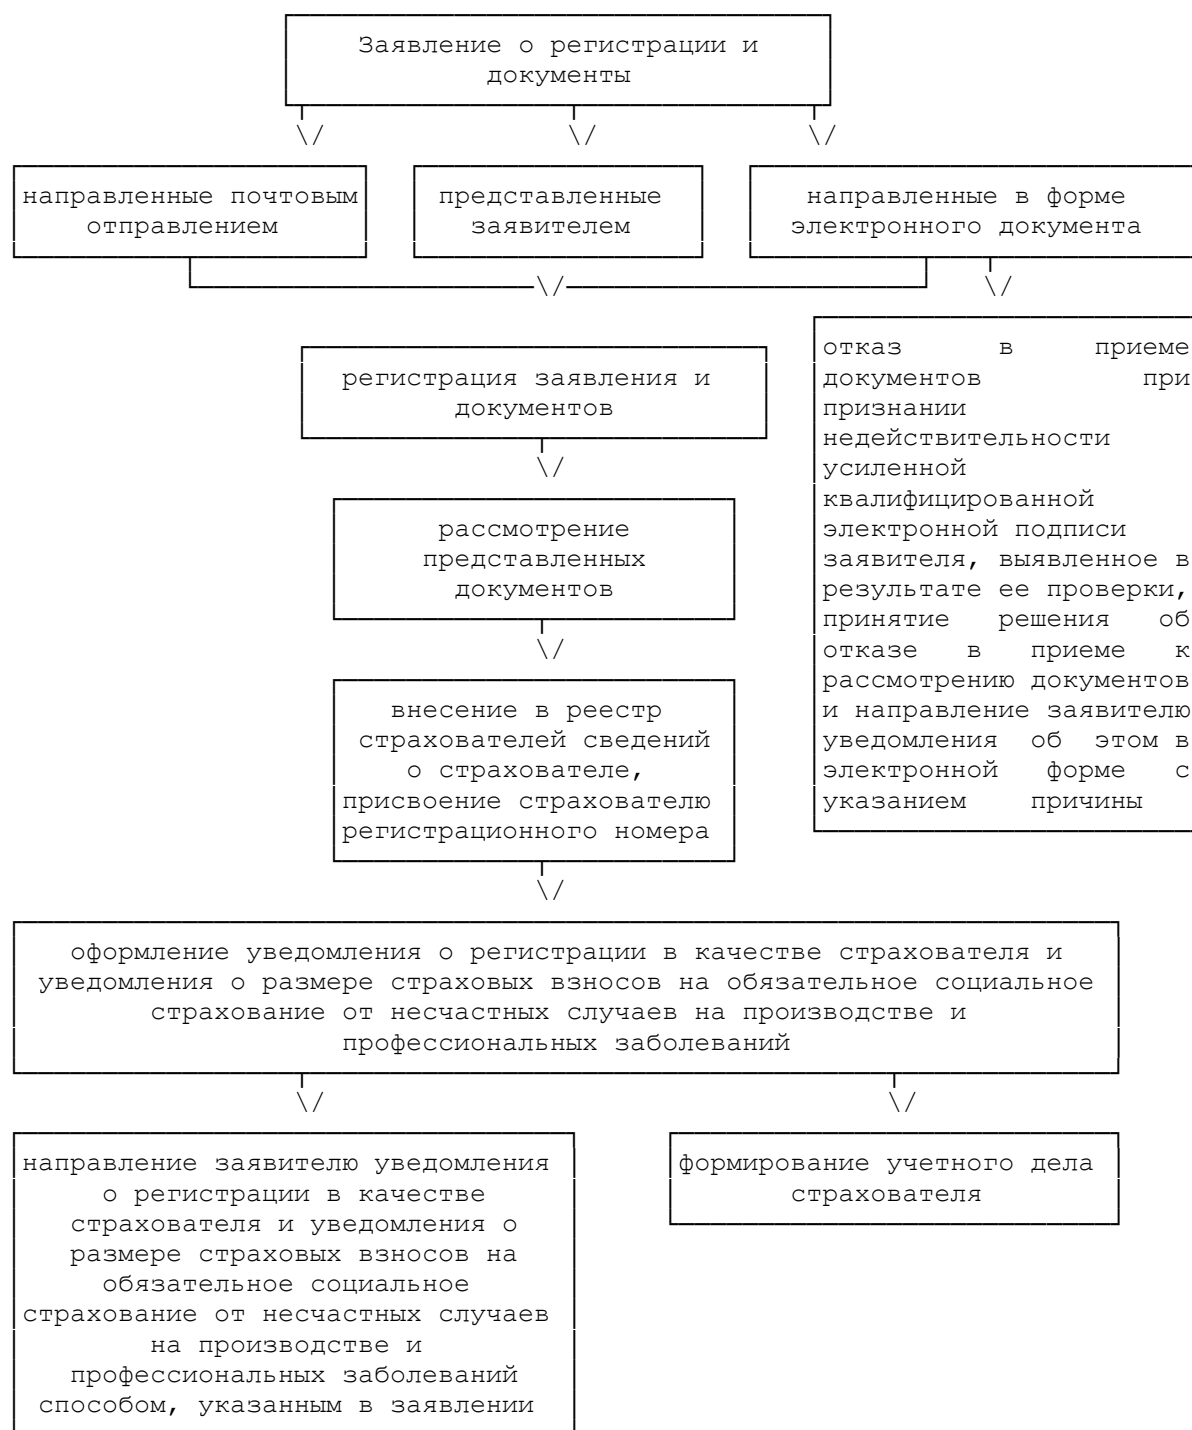 Заявление о регистрации и
документы
направленные почтовым
отправлением
представленные
заявителем
направленные в форме
электронного документа
регистрация заявления и
документов
отказ в приеме
документов при
признании
недействительности
усиленной
квалифицированной
электронной подписи
заявителя, выявленное в
результате ее проверки,
принятие решения об
отказе в приеме к
рассмотрению документов
и направление заявителю
уведомления об этом в
электронной форме с
указанием причины
рассмотрение
представленных
документов
внесение в реестр
страхователей сведений
о страхователе,
присвоение страхователю
регистрационного номера
оформление уведомления о регистрации в качестве страхователя и
уведомления о размере страховых взносов на обязательное социальное
страхование от несчастных случаев на производстве и
профессиональных заболеваний
направление заявителю уведомления
о регистрации в качестве
страхователя и уведомления о
размере страховых взносов на
обязательное социальное
страхование от несчастных случаев
на производстве и
профессиональных заболеваний
способом, указанным в заявлении
формирование учетного дела
страхователя